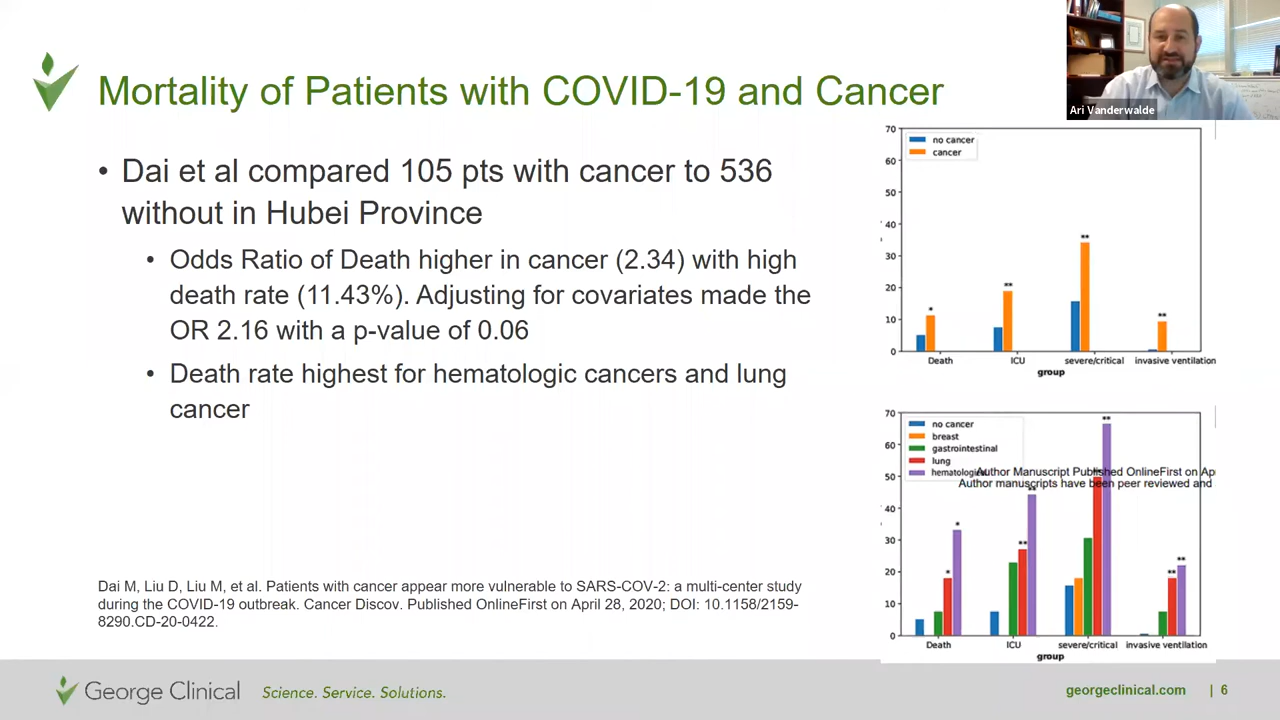 Ari Vanderwalde
Mortality of Patients with COVID-19 and Cancer
• Dai et al compared 105 pts with cancer to 536
without in Hubei Province
• Odds Ratio of Death higher in cancer (2.34) with high
death rate (11.43%). Adjusting for covariates made the
OR 2.16 with a p-value of 0.06
• Death rate highest for hematologic cancers and lung
cancer
70
60
50
40
30
20
10
0
no cancer
cancer
*
**
**
**
Death
ICU
severe/critical
invasive ventilation
group
70
60
50
40
30
20
10
0
no cancer
breast
gastrointestinal
lung
Author Manuscript Published OnlineFirst on Ap
Author manuscripts have been peer reviewed and
*
*
**
**
**
**
**
Death
ICU
severe/critical
invasive ventilation
group
Dai M, Liu D, Liu M, et al. Patients with cancer appear more vulnerable to SARS-COV-2: a multi-center study
during the COVID-19 outbreak. Cancer Discov. Published OnlineFirst on April 28, 2020; DOI: 10.1158/2159-
8290.CD-20-0422.
George Clinical
Science. Service. Solutions.
georgeclinical.com | 6